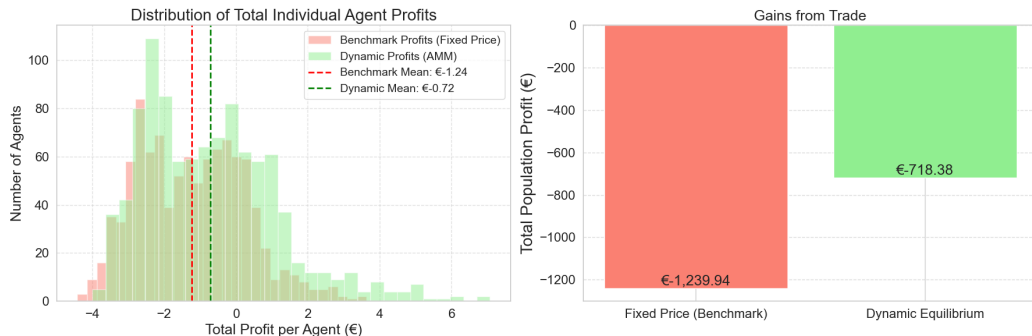 Distribution of Total Individual Agent Profits
Number of Agents
100
80
60
40
20
0
Benchmark Profits (Fixed Price)
Dynamic Profits (AMM)
Benchmark Mean: €-1.24
Dynamic Mean: €-0.72
−4
−2
0
2
4
6
Total Profit per Agent (€)
Gains from Trade
Total Population Profit (€)
0
−200
−400
−600
−800
−1000
−1200
€-1,239.94
€-718.38
Fixed Price (Benchmark)
Dynamic Equilibrium